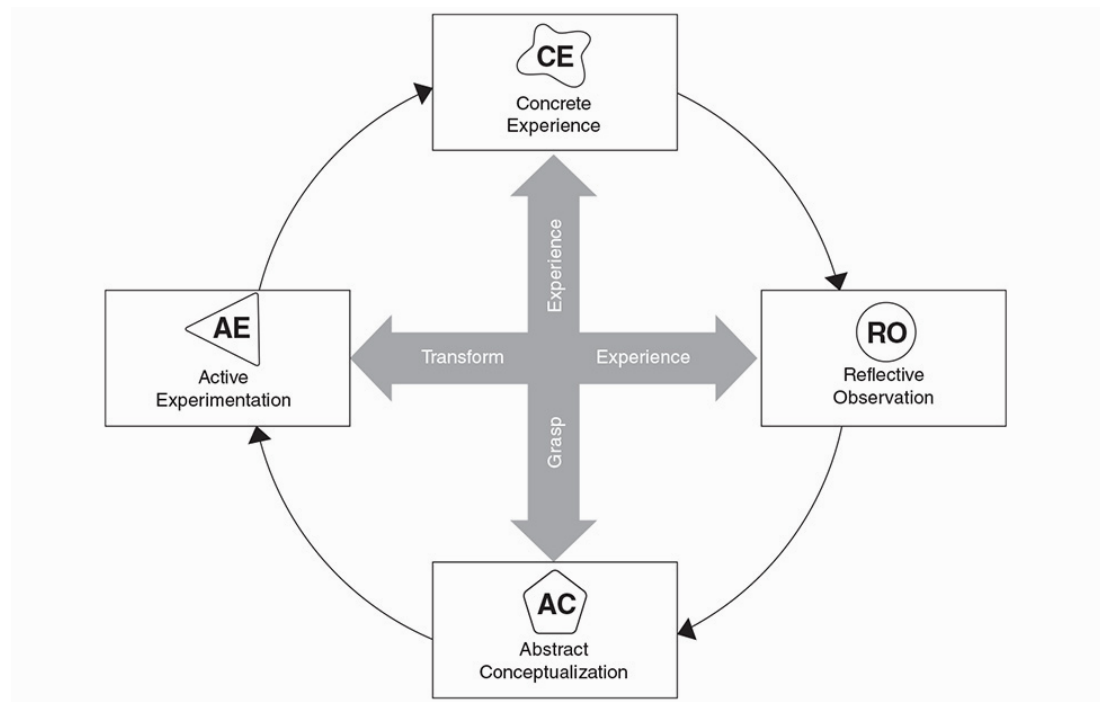 CE
Concrete
Experience
Experience
AE
Active
Experimentation
Transform
Experience
RO
Reflective
Observation
Grasp
AC
Abstract
Conceptualization